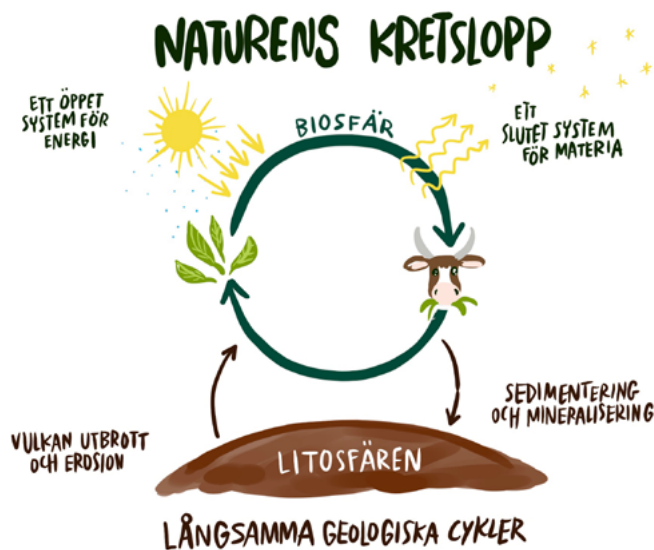 NATURENS KRETSLOPP
ETT ÖPPET
SYSTEM FÖR
ENERGI
BIOSFÄR
ETT
SLUTET SYSTEM
FÖR MATERIA
SEDIMENTERING
OCH MINERALISERING
VULKAN UTBROTT
OCH EROSION
LITOSFÄREN
LÅNGSAMMA GEOLOGISKA CYKLER